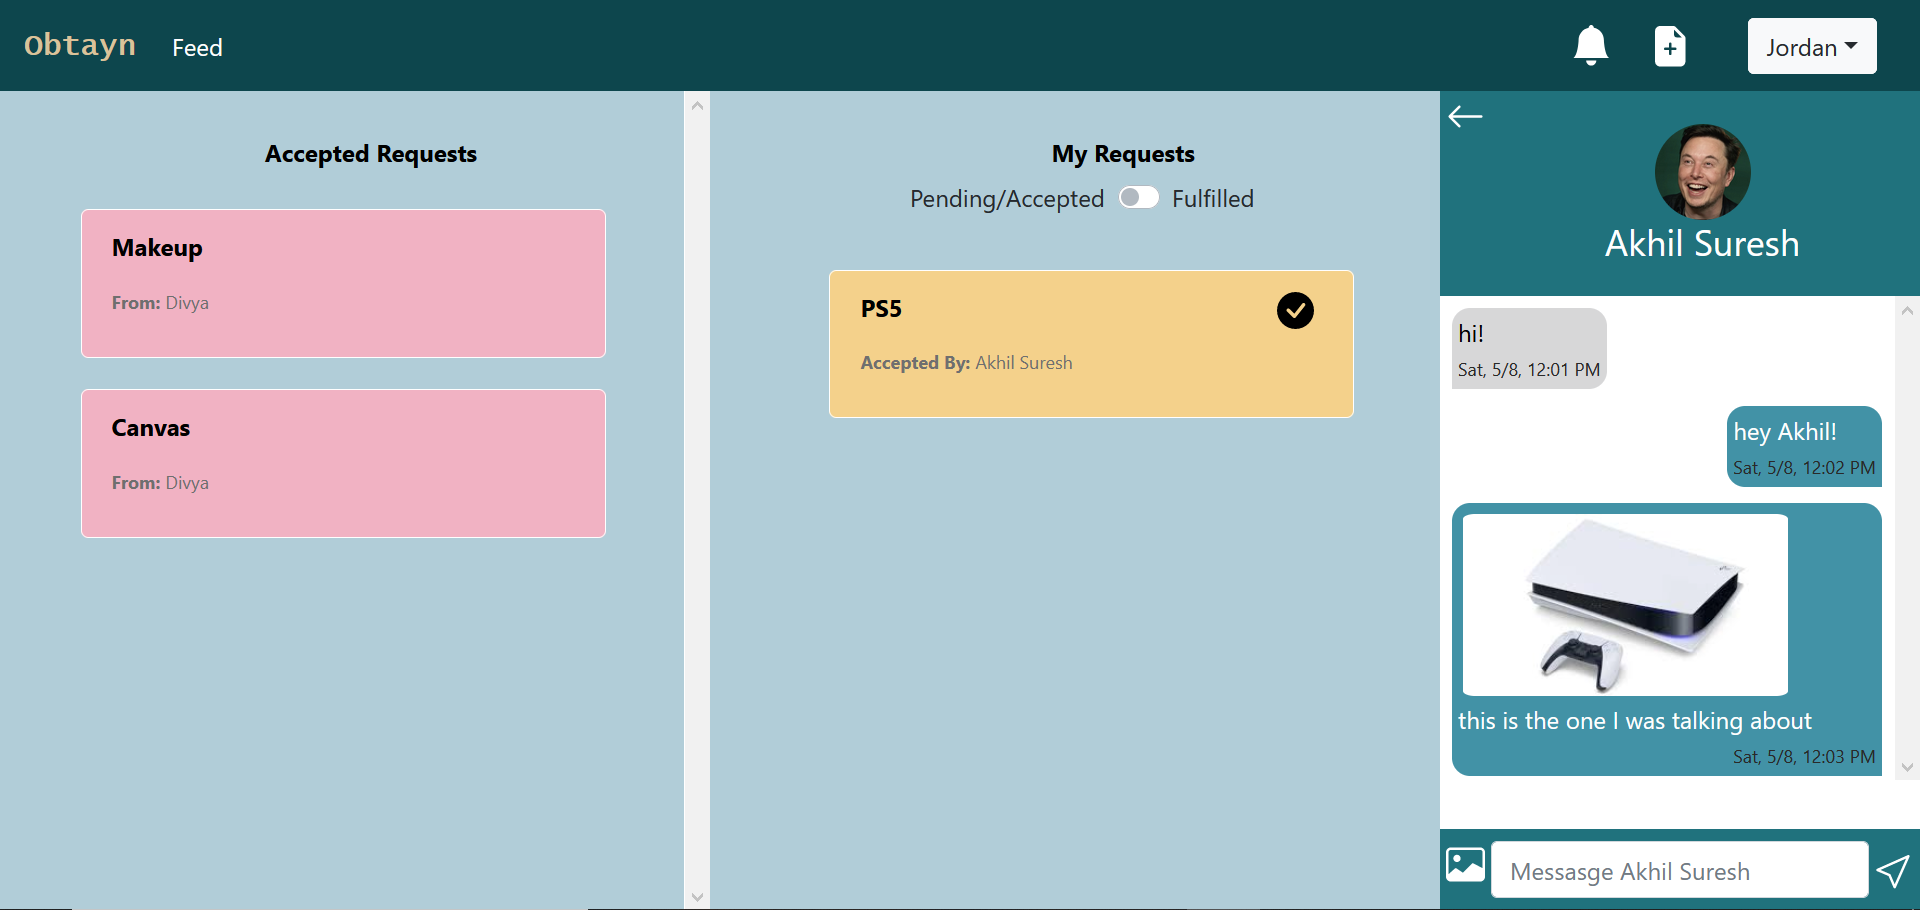 Obtayn
Feed
Jordan
Accepted Requests
Makeup
From: Divya
Canvas
From: Divya
My Requests
Pending/Accepted Fulfilled
PS5
Accepted By: Akhil Suresh
Akhil Suresh
hi!
Sat, 5/8, 12:01 PM
hey Akhil!
Sat, 5/8, 12:02 PM
this is the one I was talking about
Sat, 5/8, 12:03 PM
Messasge Akhil Suresh